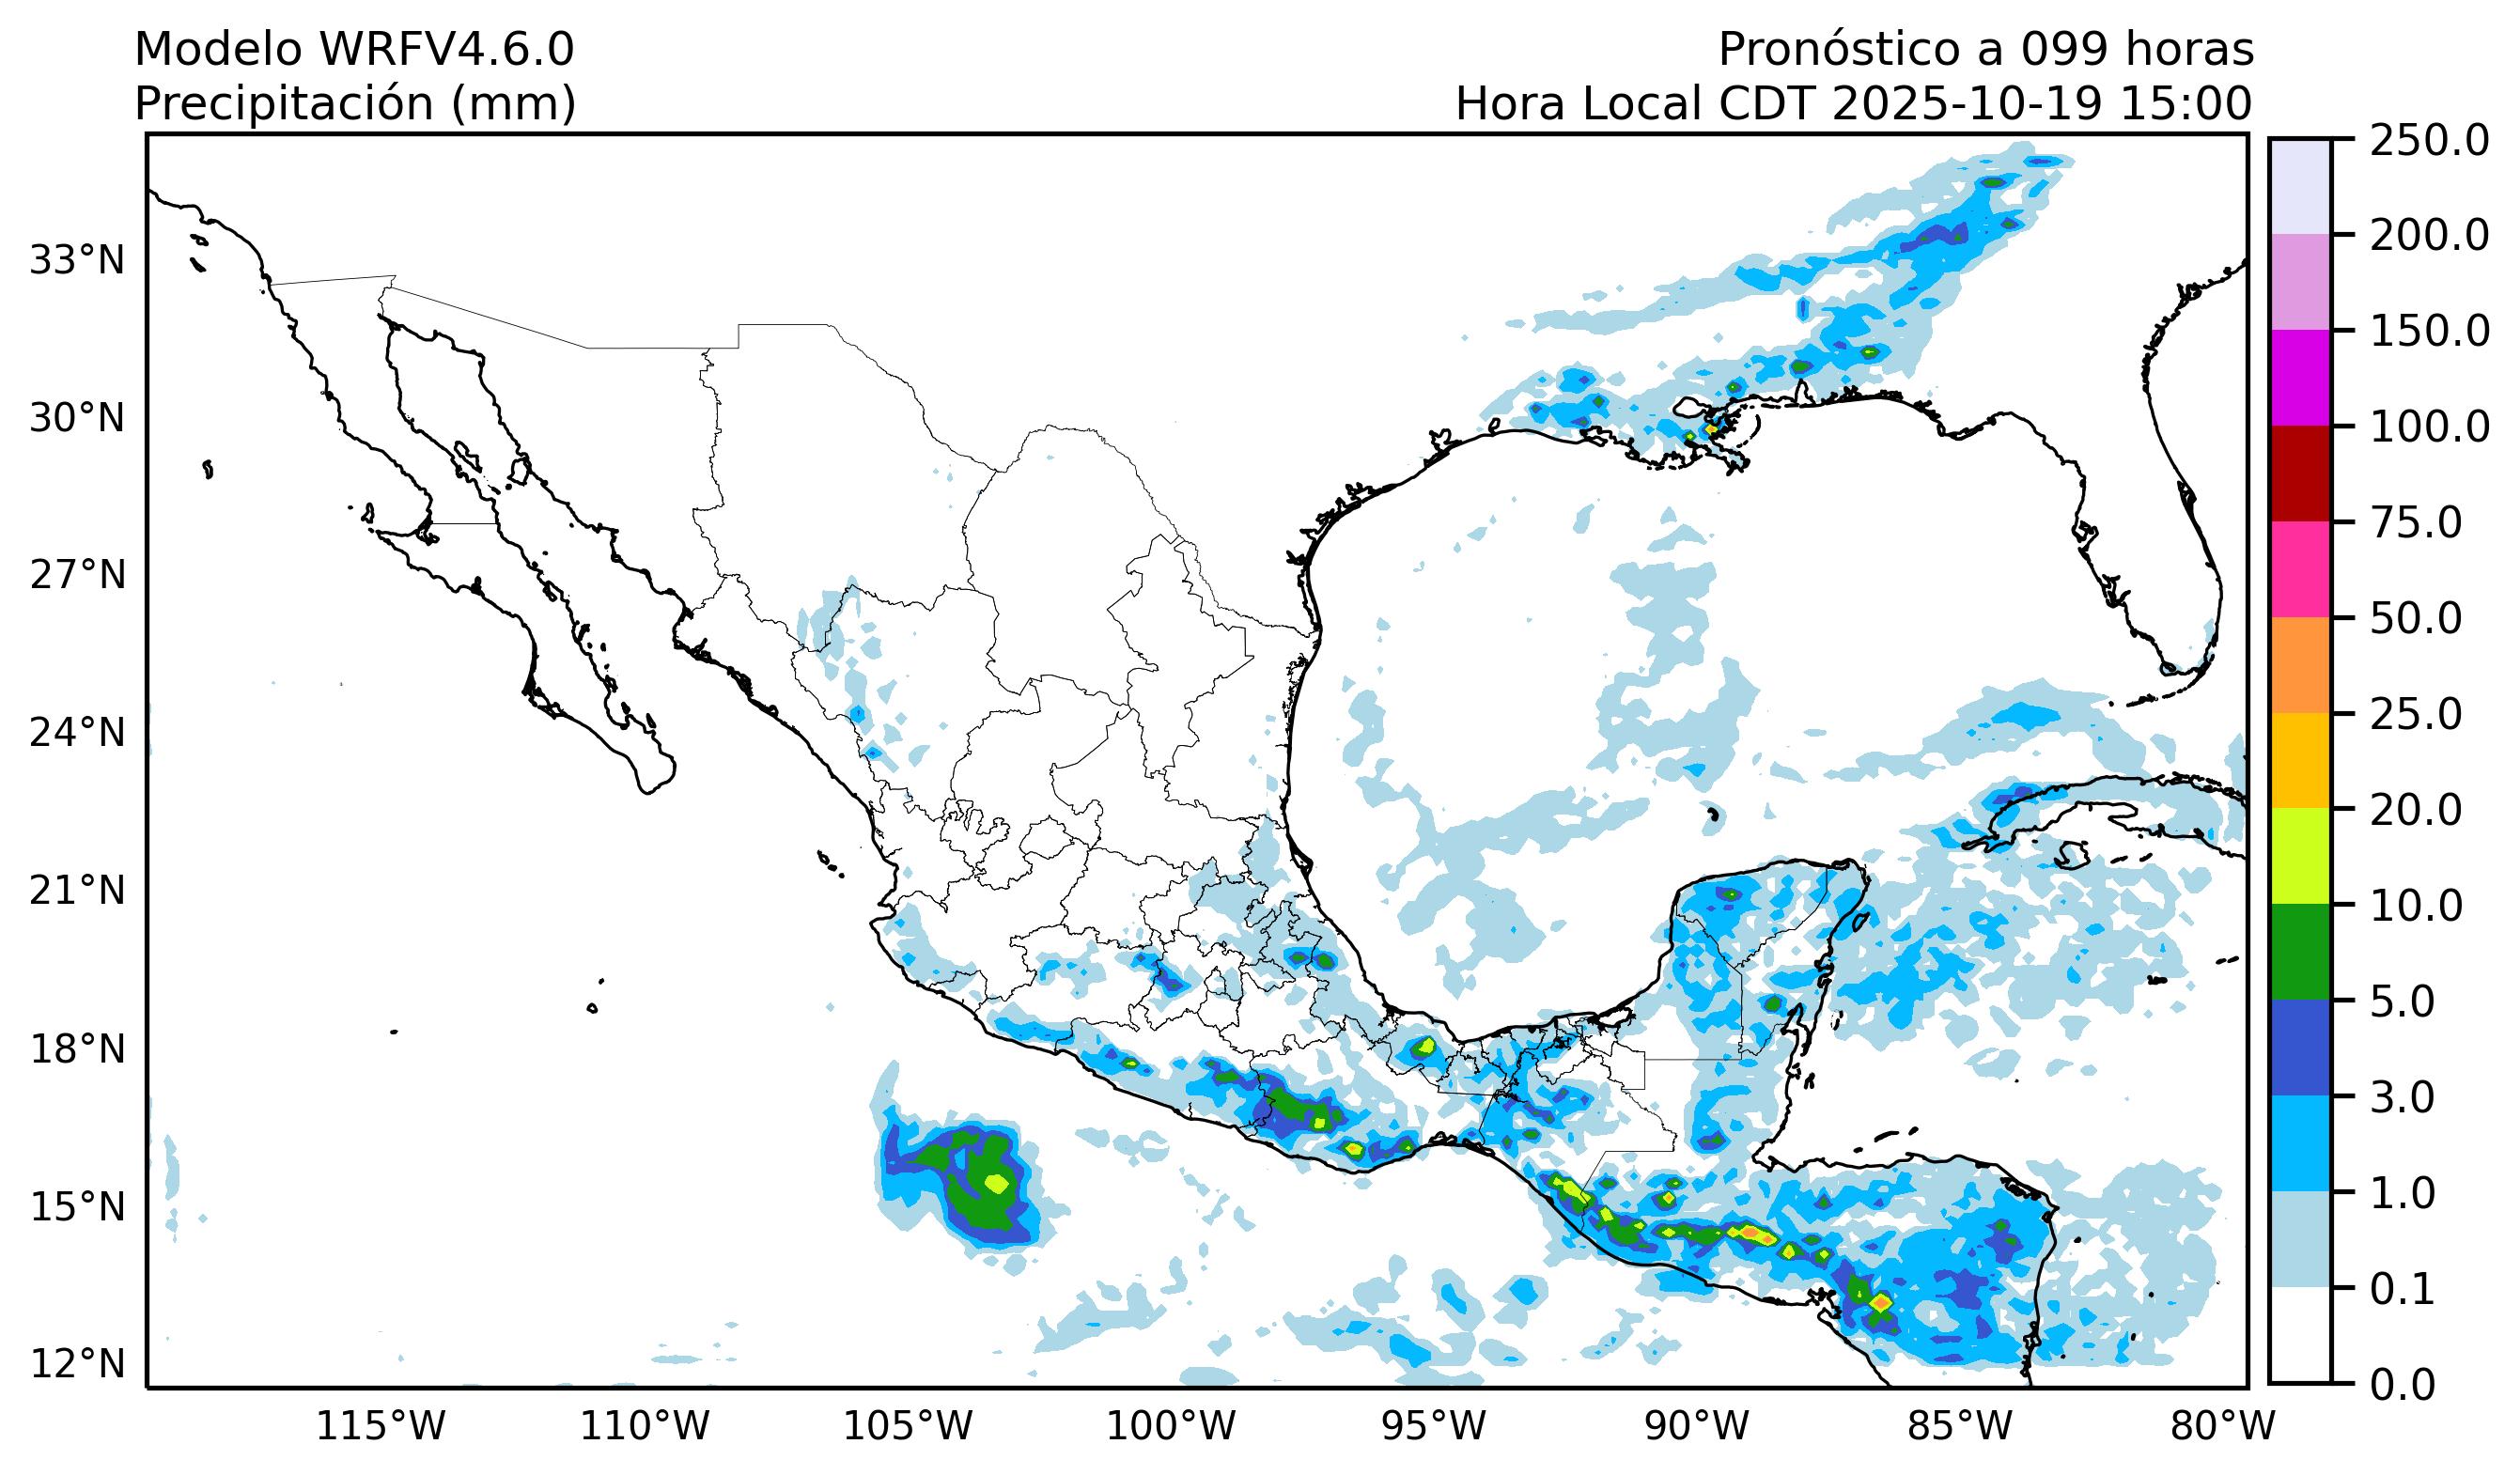 Modelo WRFV4.6.0
Pronóstico a 099 horas
Precipitación (mm)
Hora Local CDT 2025-10-19 15:00
250.0
200.0
150.0
100.0
75.0
50.0
25.0
20.0
10.0
5.0
3.0
1.0
0.1
0.0
33°N
30°N
27°N
24°N
21°N
18°N
15°N
12°N
115°W
110°W
105°W
100°W
95°W
90°W
85°W
80°W